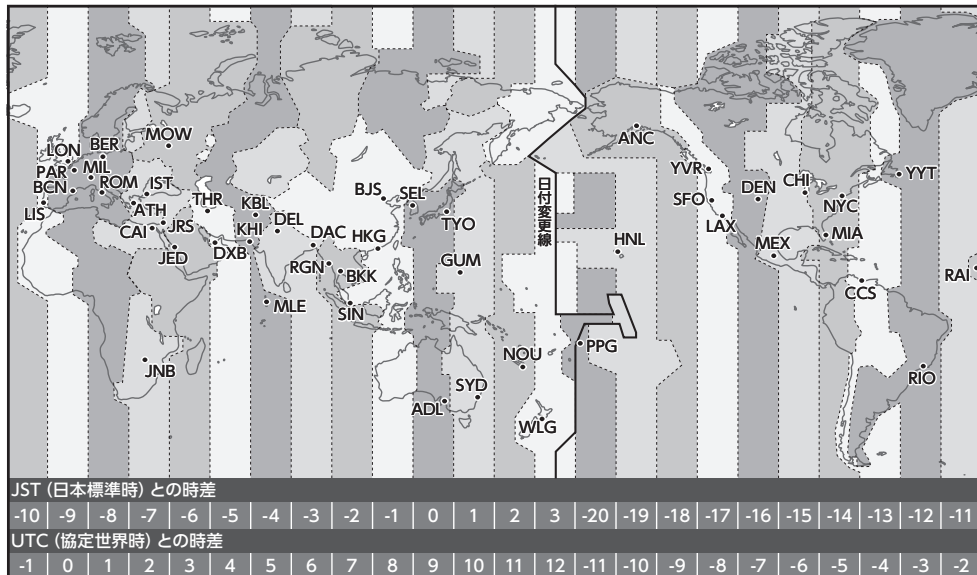 MOW
ANC
LON
BER
PAR
MIL
BCN
ROM
IST
LIS
ATH
THR
KBL
BJS
SEL
CAI
JRS
KHI
DEL
TYO
JED
DXB
DAC
HKG
RGN
BKK
GUM
MLE
SIN
JNB
NOU
ADL
SYD
WLG
日付変更線
HNL
PPG
YVR
SFO
LAX
DEN
CHI
NYC
YYT
MEX
MIA
CCS
RAI
RIO
JST (日本標準時) との時差
-10 -9 -8 -7 -6 -5 -4 -3 -2 -1 0 1 2 3 -20 -19 -18 -17 -16 -15 -14 -13 -12 -11
UTC (協定世界時) との時差
-1 0 1 2 3 4 5 6 7 8 9 10 11 12 -11 -10 -9 -8 -7 -6 -5 -4 -3 -2